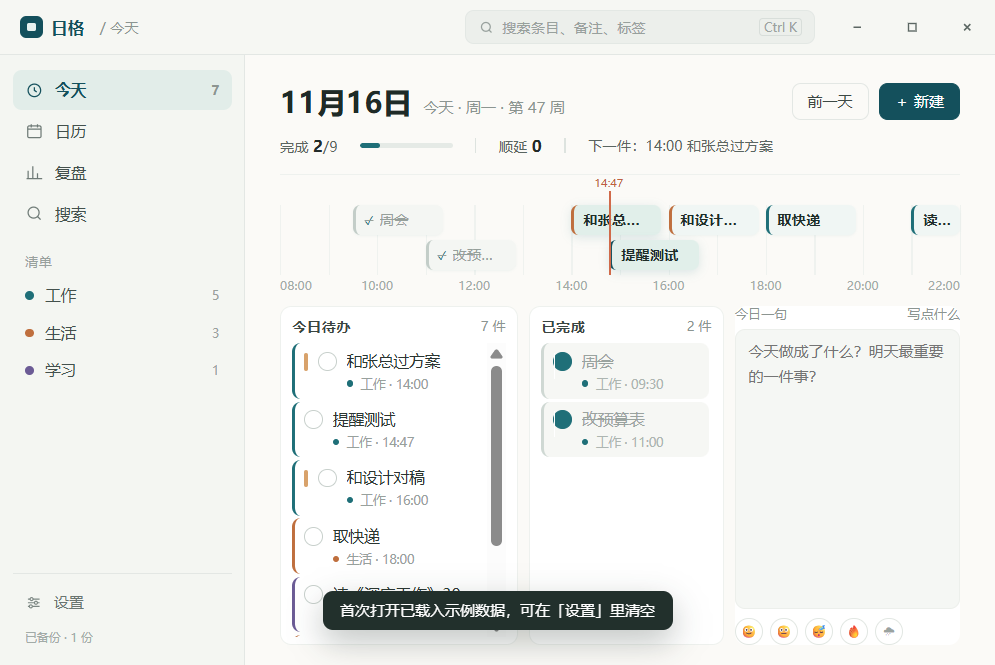 日格 / 今天
搜索条目、备注、标签 Ctrl K
今天 7
日历
复盘
搜索
清单
工作 5
生活 3
学习 1
设置
已备份 · 1 份
11月16日 今天 · 周一 · 第 47 周
前一天
+ 新建
完成 2/9
顺延 0
下一件：14:00 和张总过方案
14:47
✓ 周会
和张总...
和设计...
取快递
读...
✓ 改预...
提醒测试
08:00 10:00 12:00 14:00 16:00 18:00 20:00 22:00
今日待办 7 件
和张总过方案
工作 · 14:00
提醒测试
工作 · 14:47
和设计对稿
工作 · 16:00
取快递
生活 · 18:00
已完成 2 件
周会
工作 · 09:30
改预算表
工作 · 11:00
今日一句 写点什么
今天做成了什么？明天最重要
的一件事？
首次打开已载入示例数据，可在「设置」里清空